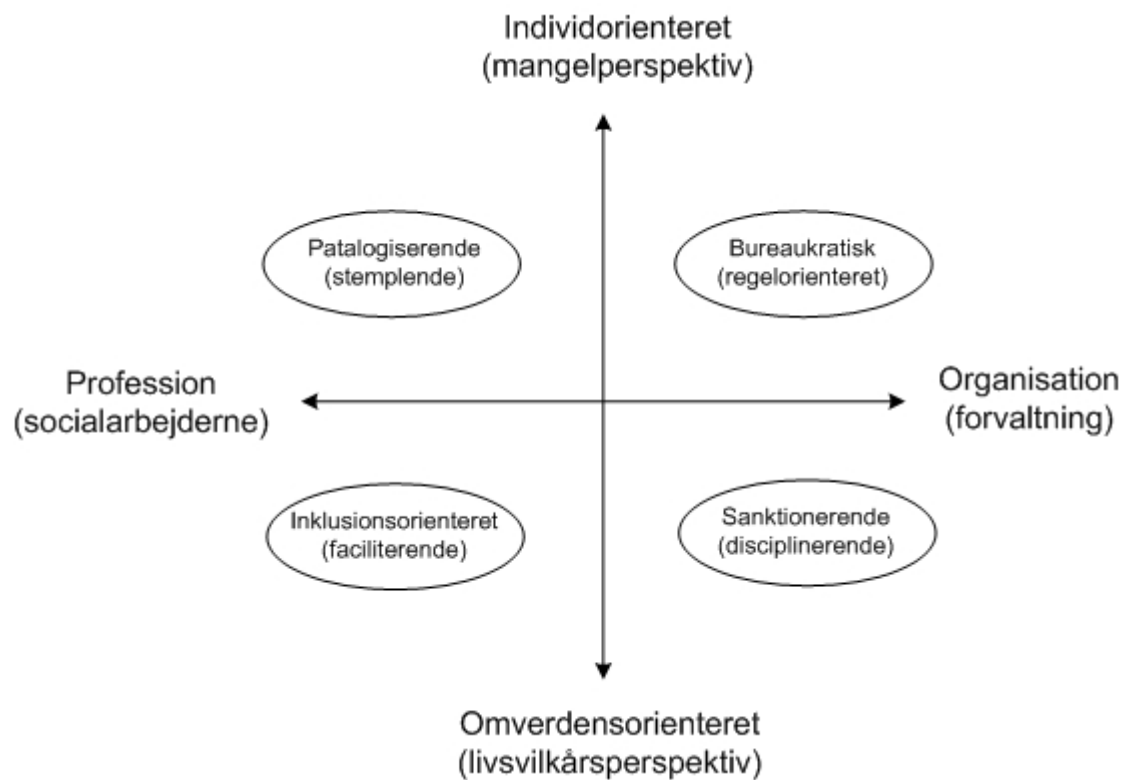 Individorienteret
(mangelperspektiv)
Patalogiserende
(stemplende)
Bureaukratisk
(regelorienteret)
Profession
(socialarbejderne)
Organisation
(forvaltning)
Inklusionsorienteret
(faciliterende)
Sanktionerende
(disciplinerende)
Omverdensorienteret
(livsvilkårsperspektiv)